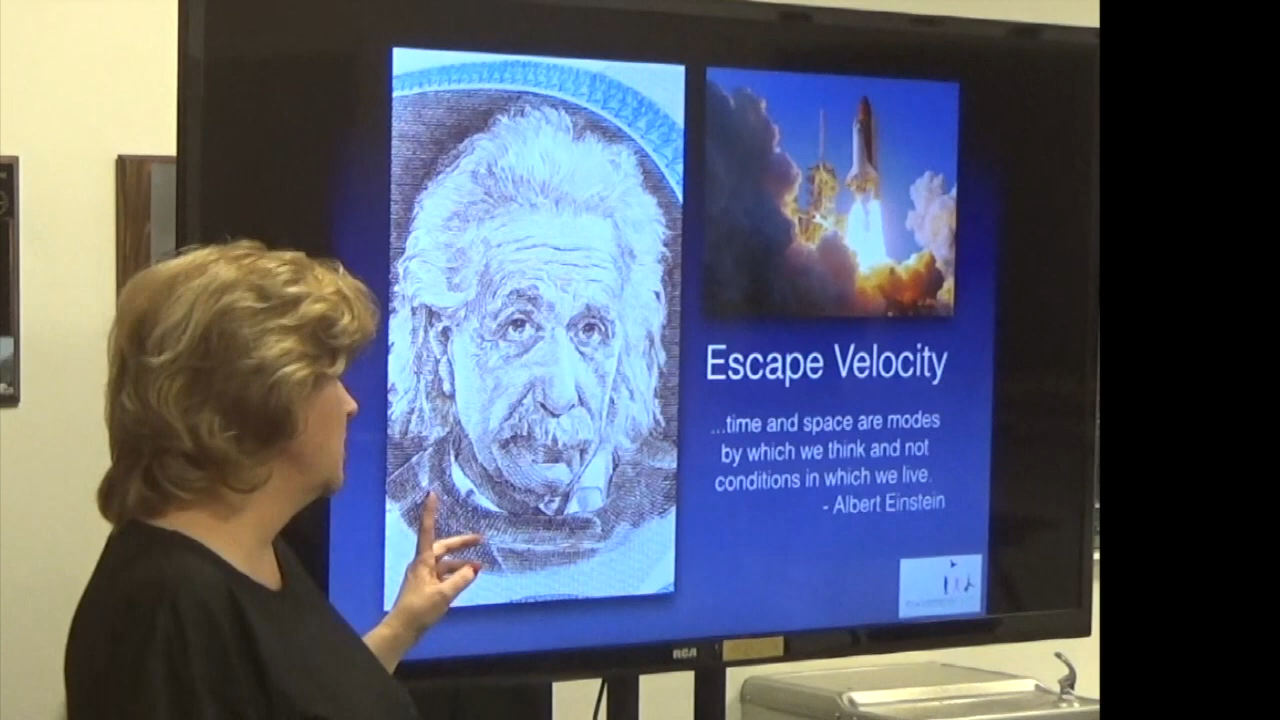 Escape Velocity
...time and space are modes
by which we think and not
conditions in which we live.
- Albert Einstein
RCA